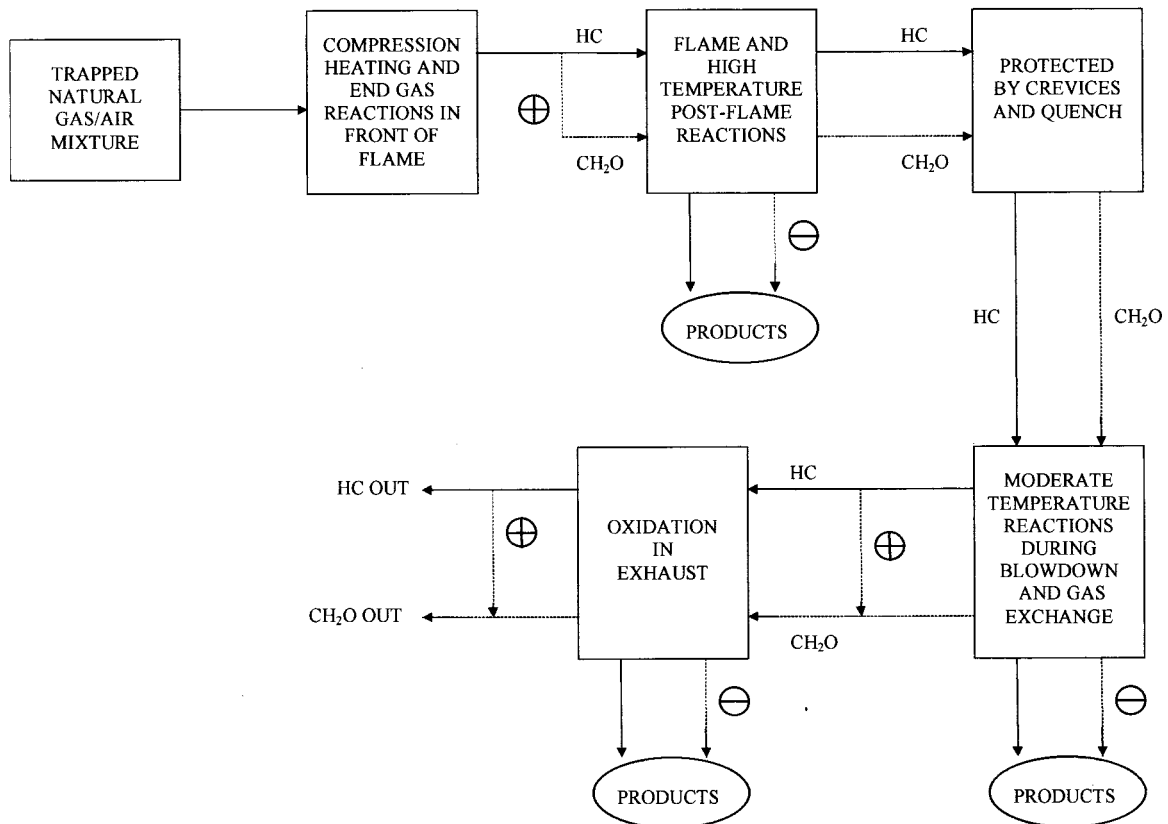 TRAPPED
NATURAL
GAS/AIR
MIXTURE
COMPRESSION
HEATING AND
END GAS
REACTIONS IN
FRONT OF
FLAME
HC
CH₂O
FLAME AND
HIGH
TEMPERATURE
POST-FLAME
REACTIONS
HC
CH₂O
PROTECTED
BY CREVICES
AND QUENCH
PRODUCTS
HC
CH₂O
MODERATE
TEMPERATURE
REACTIONS
DURING
BLOWDOWN
AND GAS
EXCHANGE
HC
CH₂O
OXIDATION
IN
EXHAUST
HC OUT
CH₂O OUT
PRODUCTS
PRODUCTS